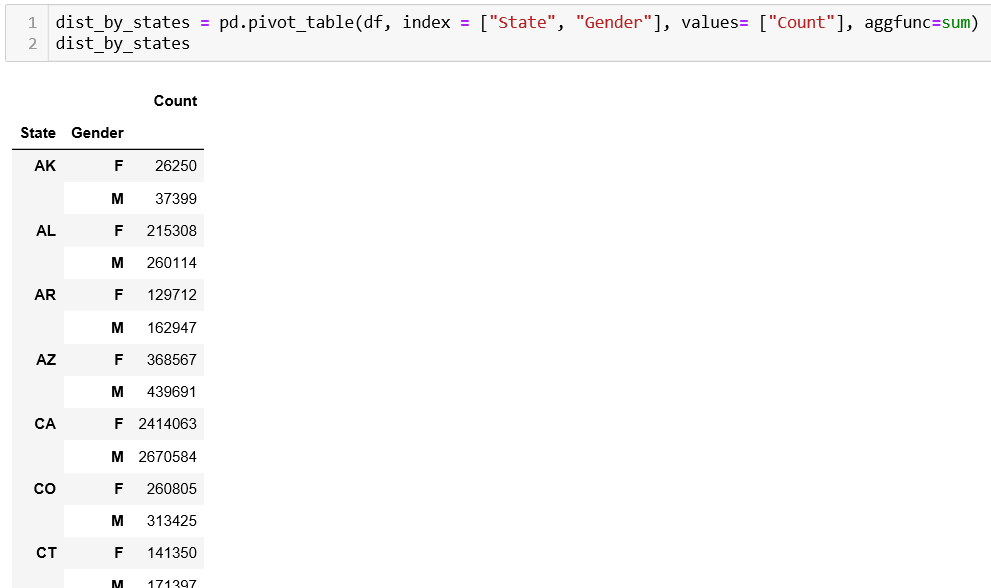 1 dist_by_states = pd.pivot_table(df, index = ["State", "Gender"], values= ["Count"], aggfunc=sum)
2 dist_by_states
Count
State Gender
AK F 26250
M 37399
AL F 215308
M 260114
AR F 129712
M 162947
AZ F 368567
M 439691
CA F 2414063
M 2670584
CO F 260805
M 313425
CT F 141350
M 171397